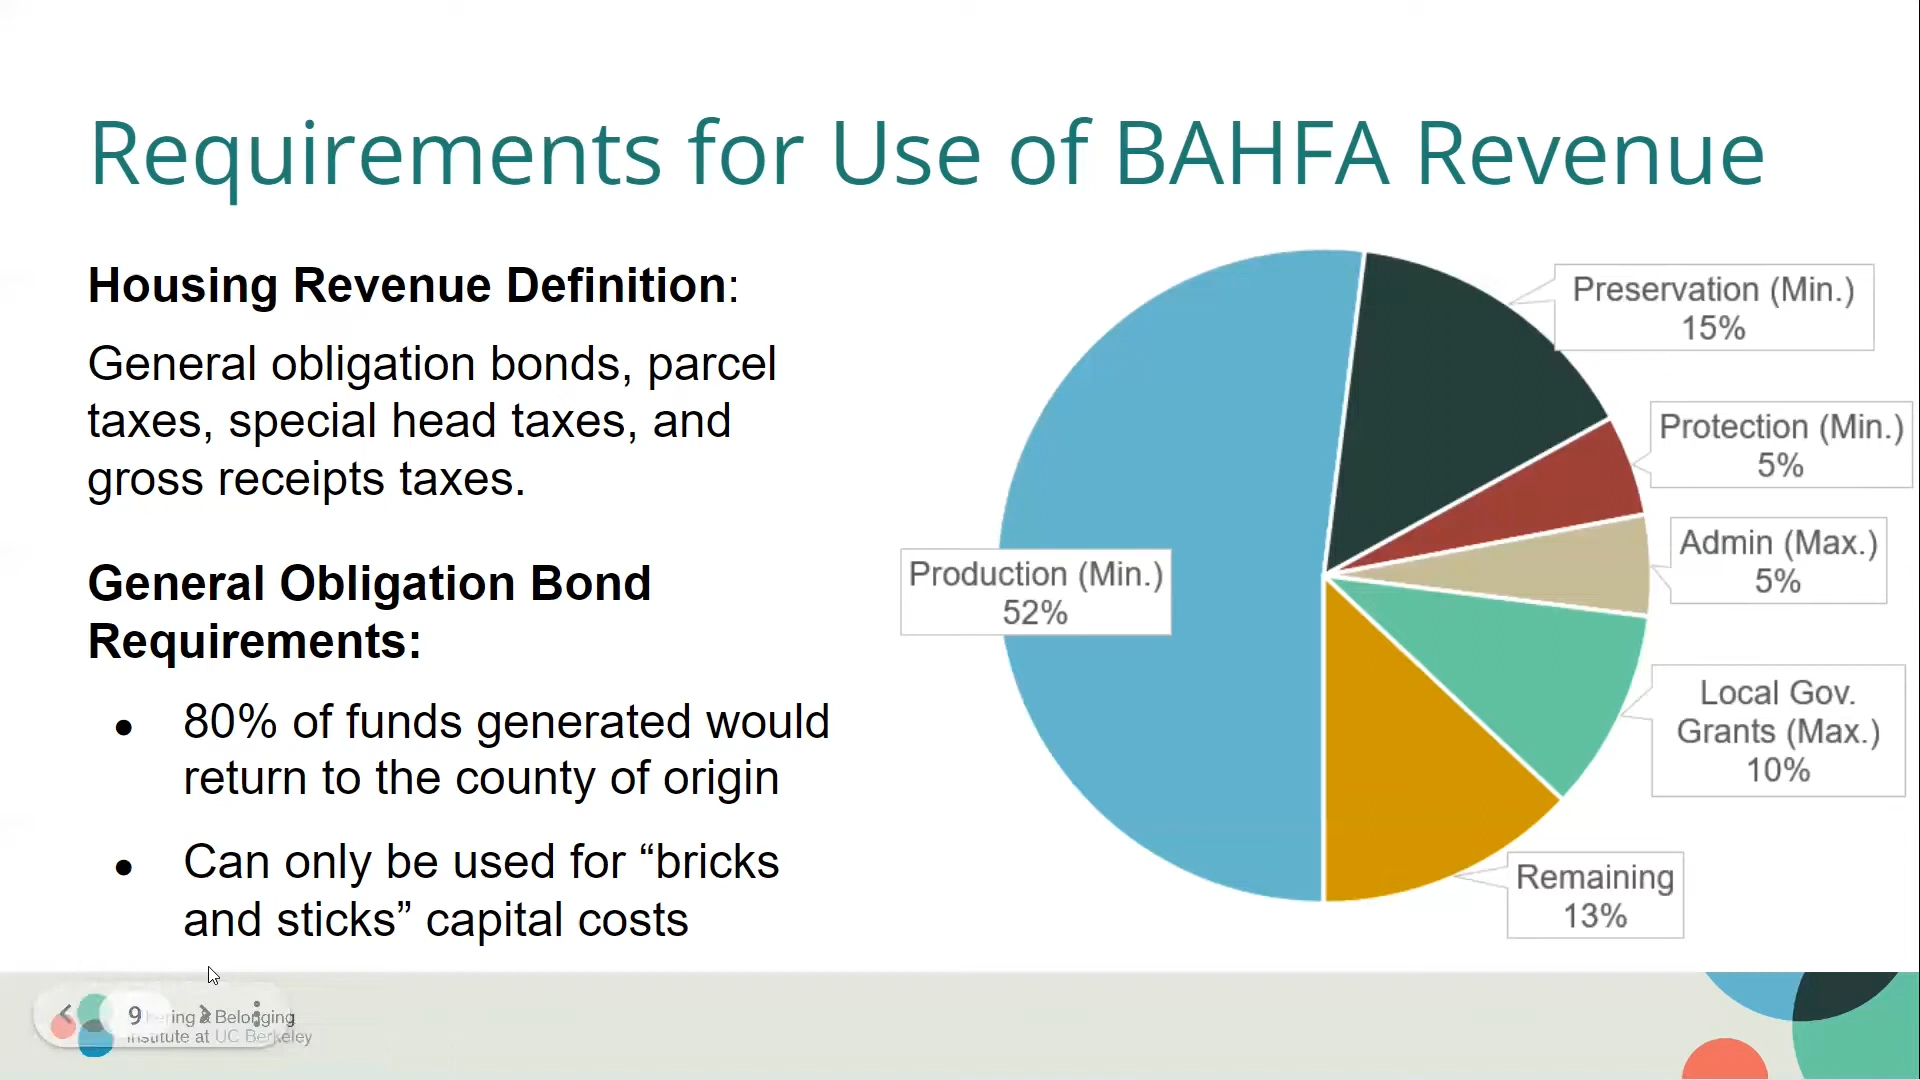 Requirements for Use of BAHFA Revenue
Housing Revenue Definition:
General obligation bonds, parcel
taxes, special head taxes, and
gross receipts taxes.
General Obligation Bond
Requirements:
● 80% of funds generated would
return to the county of origin
● Can only be used for “bricks
and sticks” capital costs
Preservation (Min.)
15%
Protection (Min.)
5%
Admin (Max.)
5%
Production (Min.)
52%
Local Gov.
Grants (Max.)
10%
Remaining
13%
9
& Belonging
Institute at UC Berkeley